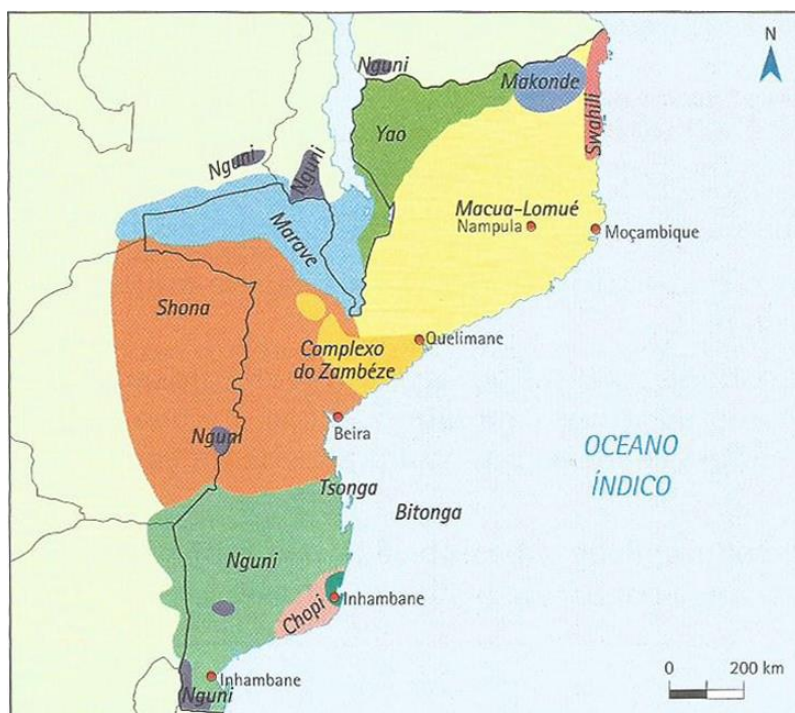 Nguni
N
Makonde
Swahili
Yao
Nguni
Nguni
Macua-Lomué
Nampula
Moçambique
Marave
Shona
Complexo
do Zambéze
Quelimane
Nguni
Beira
OCEANO
ÍNDICO
Tsonga
Bitonga
Nguni
Chopi
Inhambane
Inhambane
Nguni
0 200 km